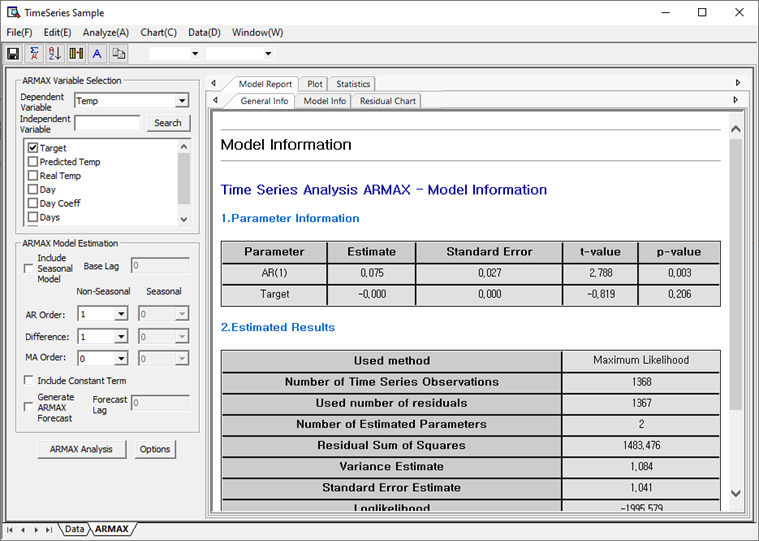 TimeSeries Sample
File(F) Edit(E) Analyze(A) Chart(C) Data(D) Window(W)
ARMAX Variable Selection
Dependent Variable Temp
Independent Variable Search
Target
Predicted Temp
Real Temp
Day
Day Coeff
Days
ARMAX Model Estimation
Include Seasonal Model Base Lag 0
Non-Seasonal Seasonal
AR Order: 1 0
Difference: 1 0
MA Order: 0 0
Include Constant Term
Generate ARMAX Forecast Forecast Lag 0
ARMAX Analysis Options
Model Report Plot Statistics
General Info Model Info Residual Chart
Model Information
Time Series Analysis ARMAX - Model Information
1.Parameter Information
Parameter Estimate Standard Error t-value p-value
AR(1) 0.075 0.027 2.788 0.003
Target -0.000 0.000 -0.819 0.206
2.Estimated Results
Used method Maximum Likelihood
Number of Time Series Observations 1368
Used number of residuals 1367
Number of Estimated Parameters 2
Residual Sum of Squares 1483.476
Variance Estimate 1.084
Standard Error Estimate 1.041
Loglikelihood -1995.579
Data ARMAX